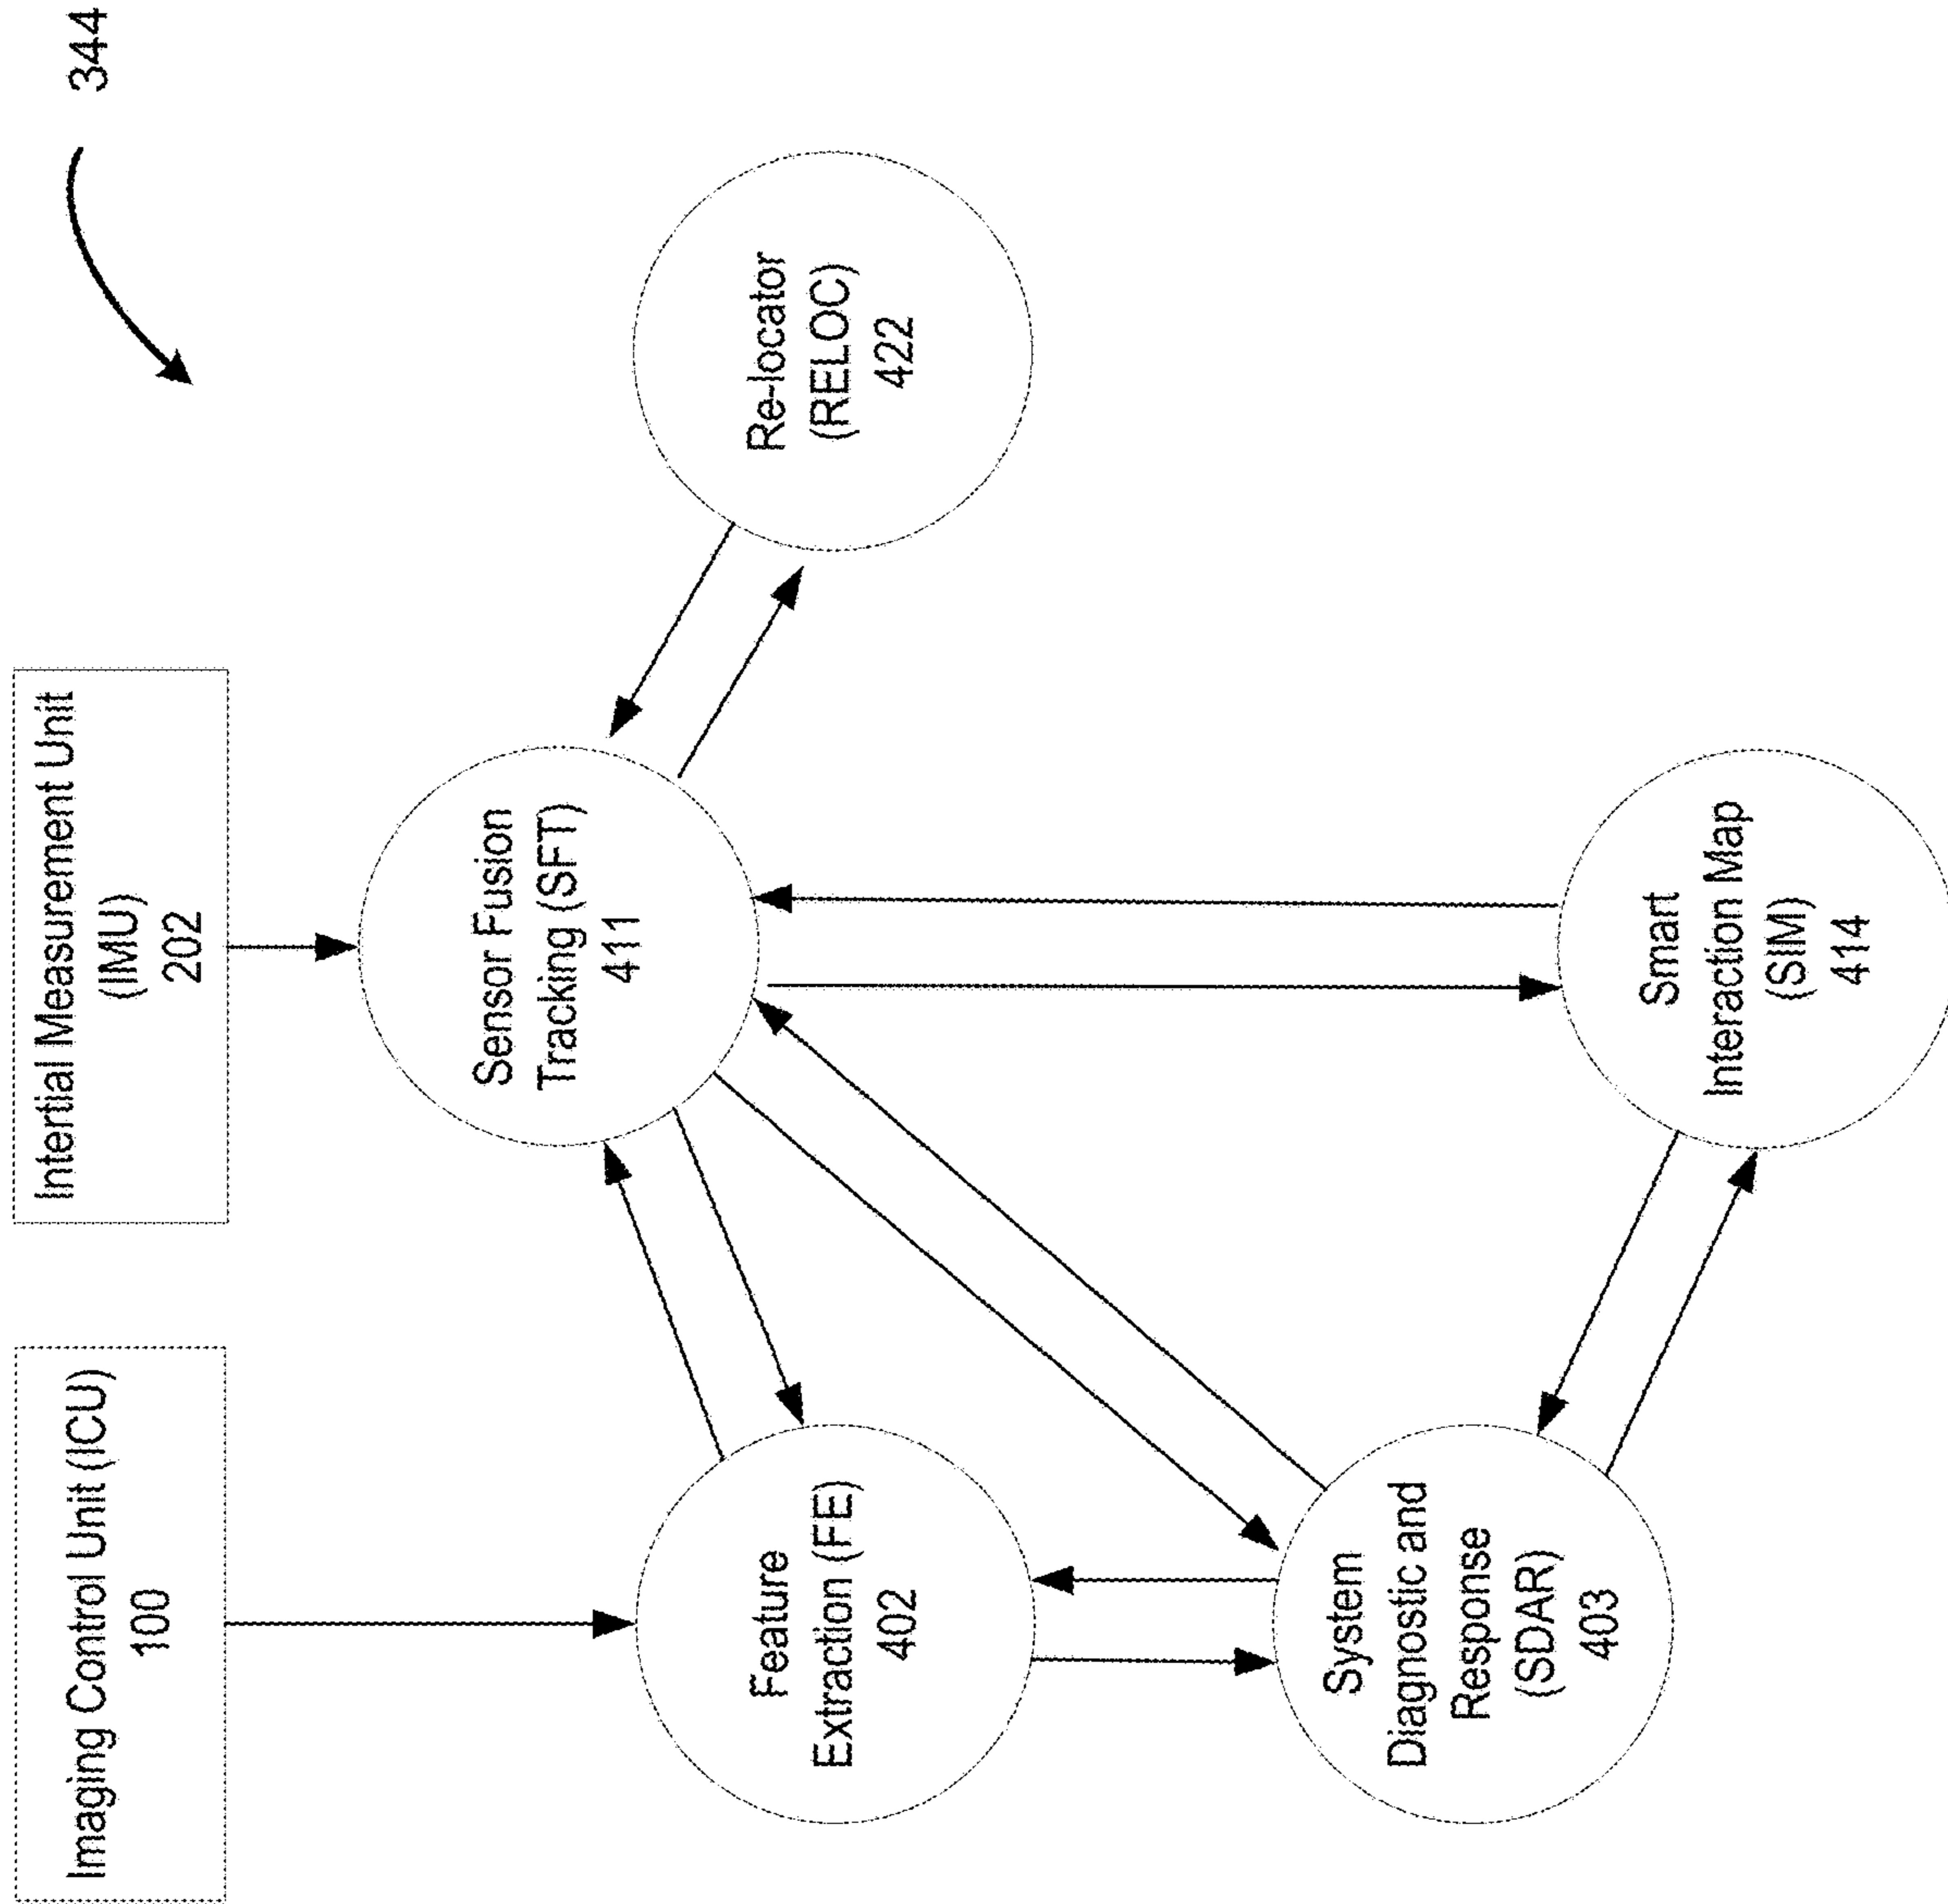 344
Imaging Control Unit (ICU)
100
Intertial Measurement Unit
(IMU)
202
Feature
Extraction (FE)
402
Sensor Fusion
Tracking (SFT)
411
Re-locator
(RELOC)
422
System
Diagnostic and
Response
(SDAR)
403
Smart
Interaction Map
(SIM)
414